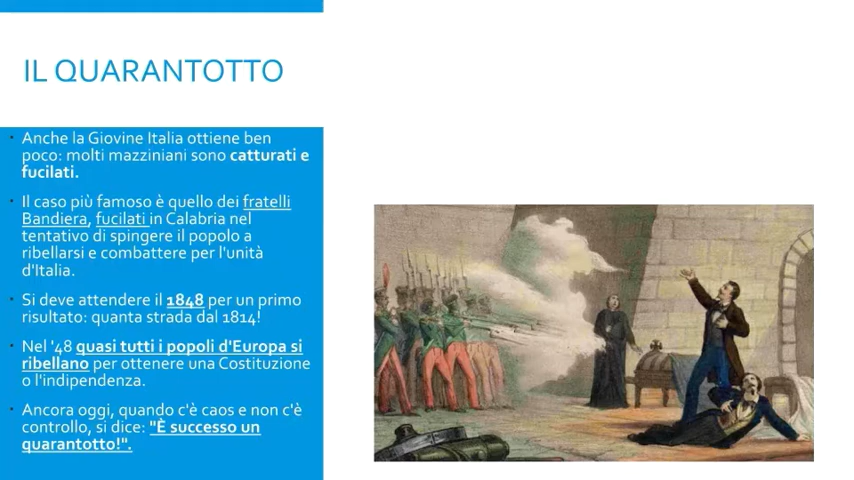 IL QUARANTOTTO
• Anche la Giovine Italia ottiene ben
poco: molti mazziniani sono catturati e
fucilati.
• Il caso più famoso è quello dei fratelli
Bandiera, fucilati in Calabria nel
tentativo di spingere il popolo a
ribellarsi e combattere per l'unità
d'Italia.
• Si deve attendere il 1848 per un primo
risultato: quanta strada dal 1814!
• Nel '48 quasi tutti i popoli d'Europa si
ribellano per ottenere una Costituzione
o l'indipendenza.
• Ancora oggi, quando c'è caos e non c'è
controllo, si dice: "È successo un
quarantotto!".